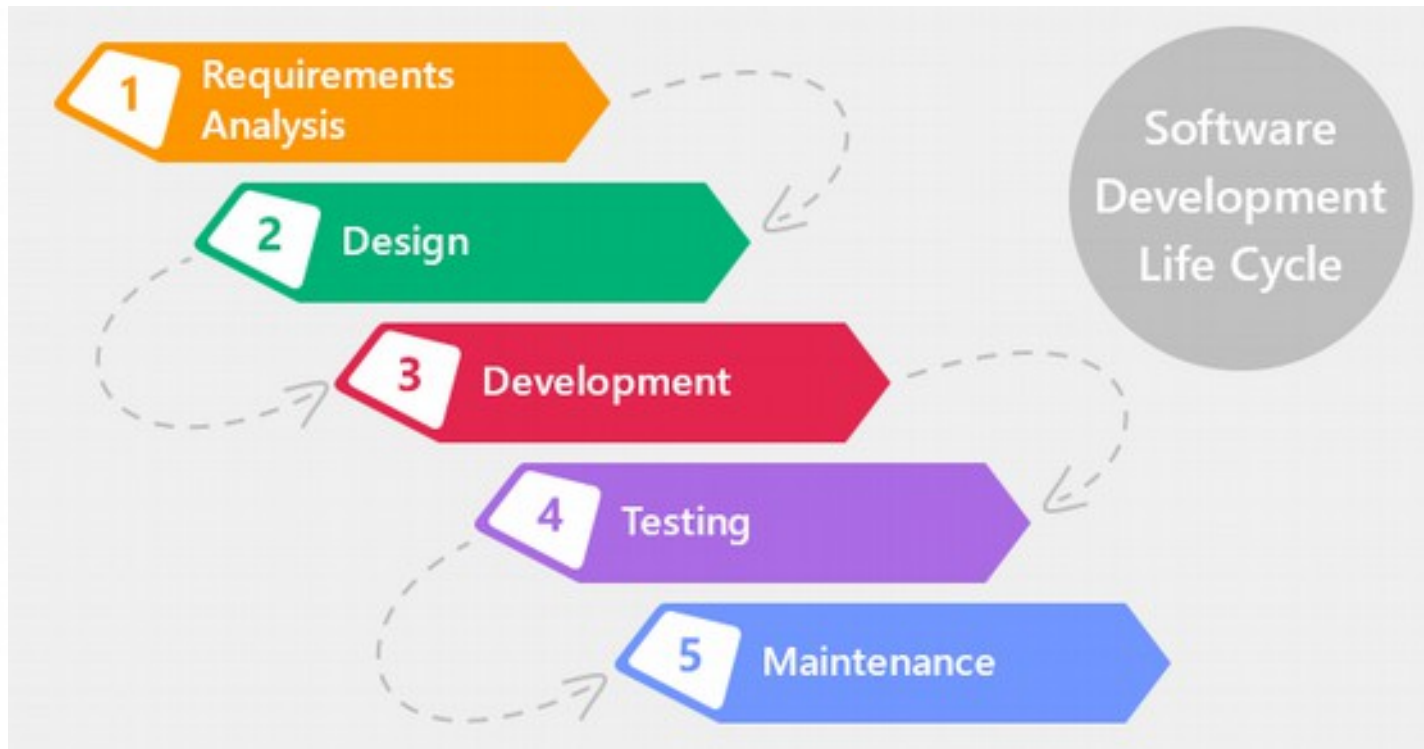 1
Requirements
Analysis
Software
Development
Life Cycle
2
Design
3
Development
4
Testing
5
Maintenance